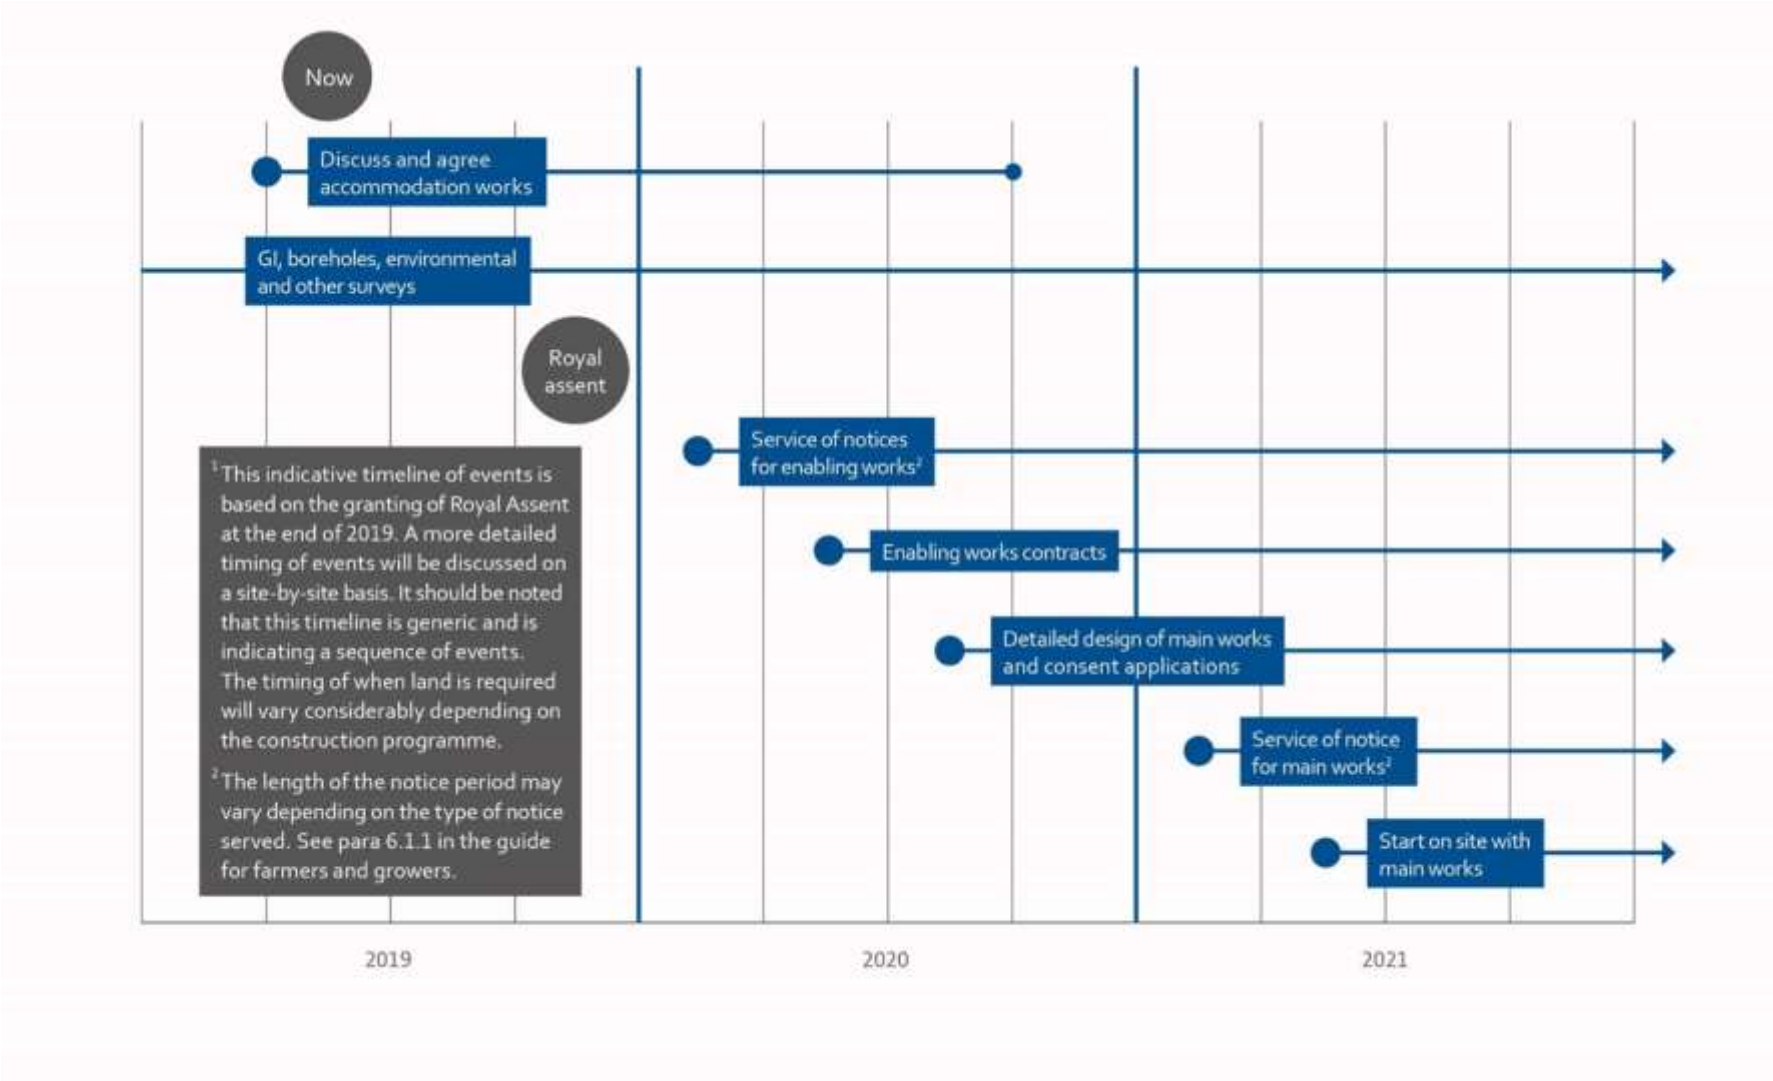 Now
Discuss and agree
accommodation works
GI, boreholes, environmental
and other surveys
Royal
assent
Service of notices
for enabling works²
Enabling works contracts
Detailed design of main works
and consent applications
Service of notice
for main works²
Start on site with
main works
¹ This indicative timeline of events is
based on the granting of Royal Assent
at the end of 2019. A more detailed
timing of events will be discussed on
a site-by-site basis. It should be noted
that this timeline is generic and is
indicating a sequence of events.
The timing of when land is required
will vary considerably depending on
the construction programme.
² The length of the notice period may
vary depending on the type of notice
served. See para 6.1.1 in the guide
for farmers and growers.
2019
2020
2021